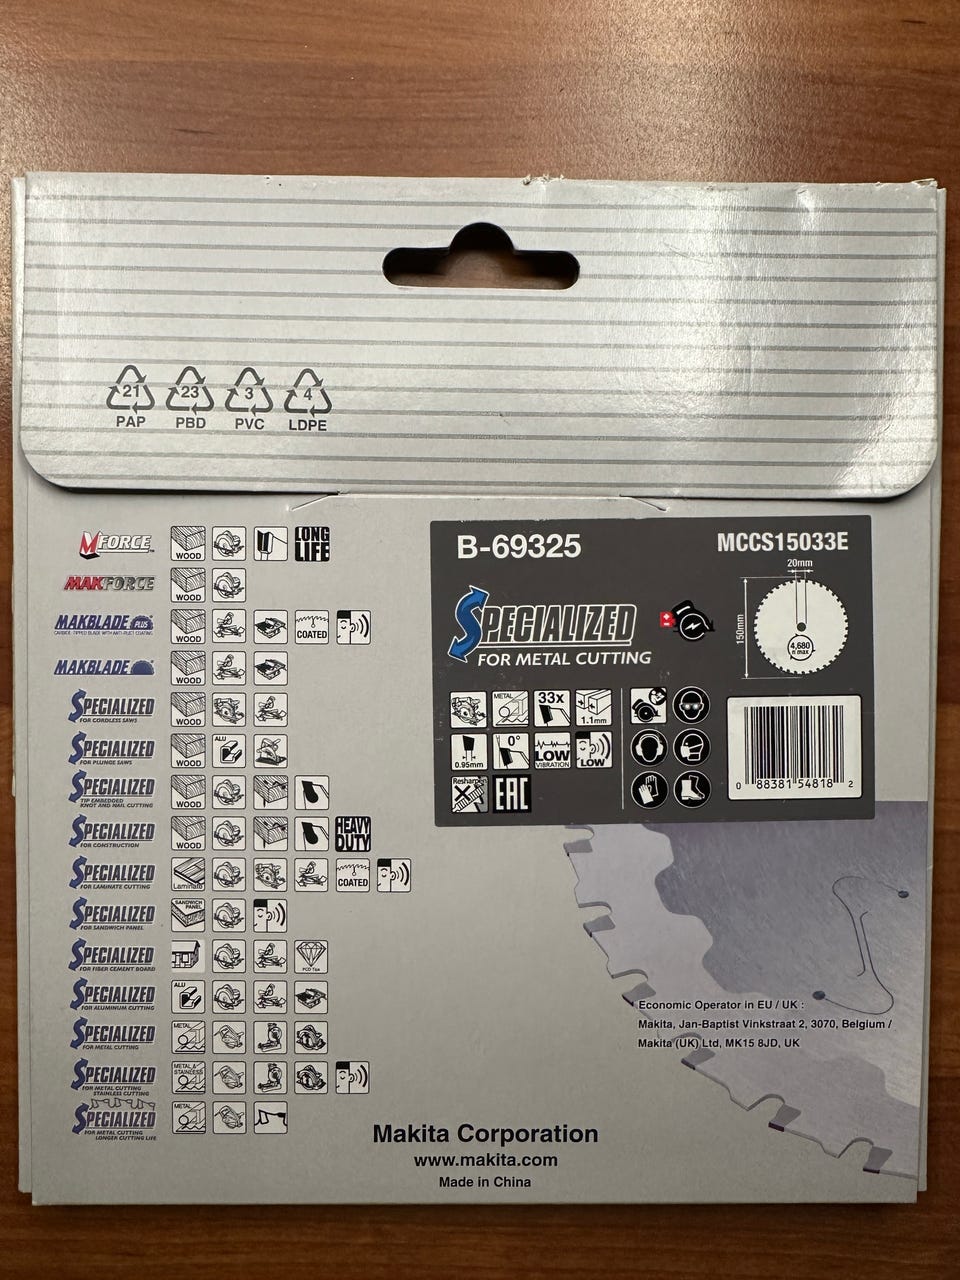 21 23 3 4
PAP PBD PVC LDPE
MFORCE WOOD LONG LIFE
MAKFORCE WOOD
MAKBLADE PLUS WOOD COATED
CARBIDE-TIPPED BLADE WITH ANTI-RUST COATING
MAKBLADE WOOD
SPECIALIZED WOOD
FOR CORDLESS SAWS
SPECIALIZED WOOD ALU
FOR PLUNGE SAWS
SPECIALIZED WOOD
TIP EMBEDDED
KNOT AND NAIL CUTTING
SPECIALIZED WOOD HEAVY DUTY
FOR CONSTRUCTION
SPECIALIZED Laminate COATED
FOR LAMINATE CUTTING
SPECIALIZED SANDWICH PANEL
FOR SANDWICH PANEL
SPECIALIZED PCD Tips
FOR FIBER CEMENT BOARD
SPECIALIZED ALU
FOR ALUMINUM CUTTING
SPECIALIZED METAL
FOR METAL CUTTING
SPECIALIZED METAL & STAINLESS
FOR METAL CUTTING
STAINLESS CUTTING
SPECIALIZED METAL
FOR METAL CUTTING
LONGER CUTTING LIFE
B-69325 MCCS15033E
20mm
150mm
4,680
n max
SPECIALIZED
FOR METAL CUTTING
METAL 33x 1.1mm
0.95mm 0° LOW VIBRATION LOW
Resharpen EAC
0 88381 54818 2
Economic Operator in EU / UK :
Makita, Jan-Baptist Vinkstraat 2, 3070, Belgium /
Makita (UK) Ltd, MK15 8JD, UK
Makita Corporation
www.makita.com
Made in China